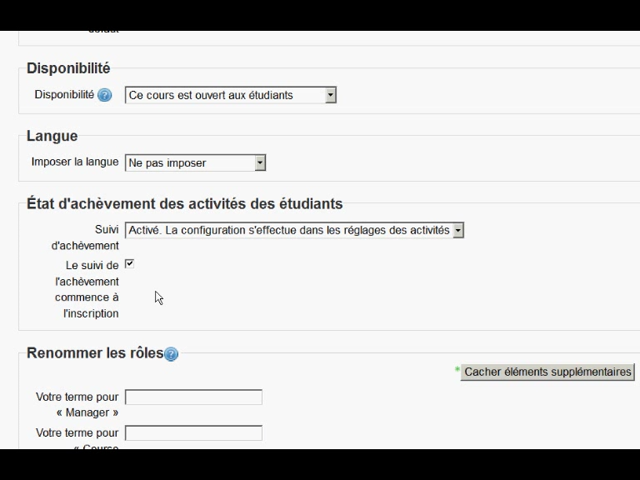 Disponibilité
Disponibilité Ce cours est ouvert aux étudiants
Langue
Imposer la langue Ne pas imposer
État d'achèvement des activités des étudiants
Suivi Activé. La configuration s'effectue dans les réglages des activités
d'achèvement
Le suivi de
l'achèvement
commence à
l'inscription
Renommer les rôles
* Cacher éléments supplémentaires
Votre terme pour
« Manager »
Votre terme pour
« Course